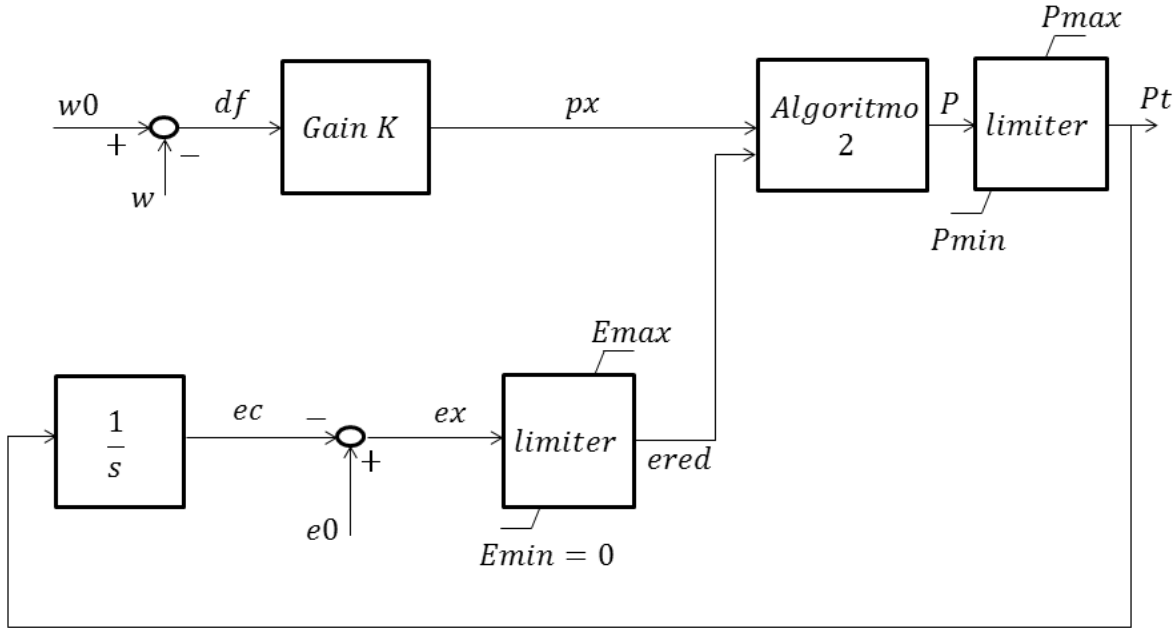 Pmax
w0
df
px
P
Pt
+
−
Gain K
Algoritmo
2
limiter
w
Pmin
Emax
1
s
ec
−
ex
+
limiter
ered
e0
Emin = 0